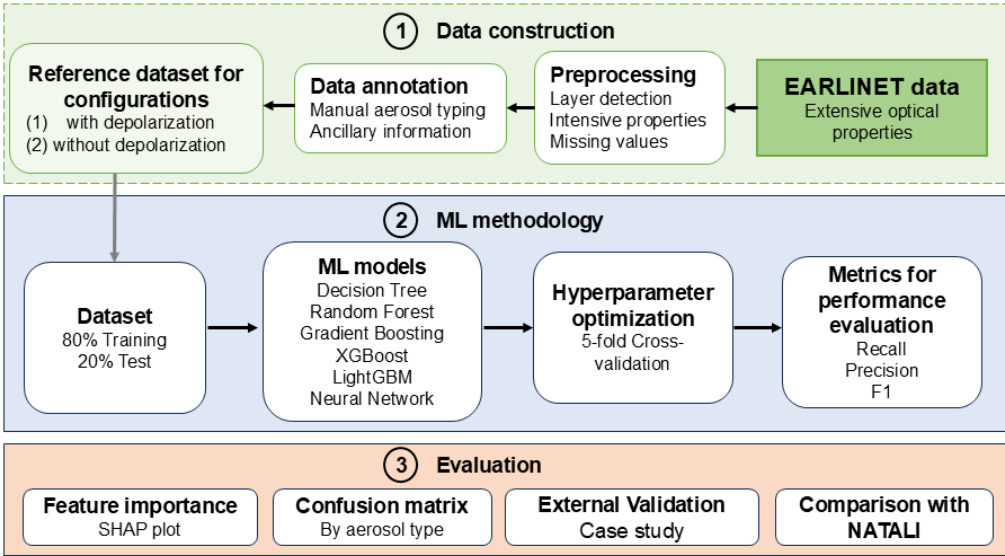 1 Data construction
EARLINET data
Extensive optical
properties
Preprocessing
Layer detection
Intensive properties
Missing values
Data annotation
Manual aerosol typing
Ancillary information
Reference dataset for
configurations
(1) with depolarization
(2) without depolarization
2 ML methodology
Dataset
80% Training
20% Test
ML models
Decision Tree
Random Forest
Gradient Boosting
XGBoost
LightGBM
Neural Network
Hyperparameter
optimization
5-fold Cross-
validation
Metrics for
performance
evaluation
Recall
Precision
F1
3 Evaluation
Feature importance
SHAP plot
Confusion matrix
By aerosol type
External Validation
Case study
Comparison with
NATALI